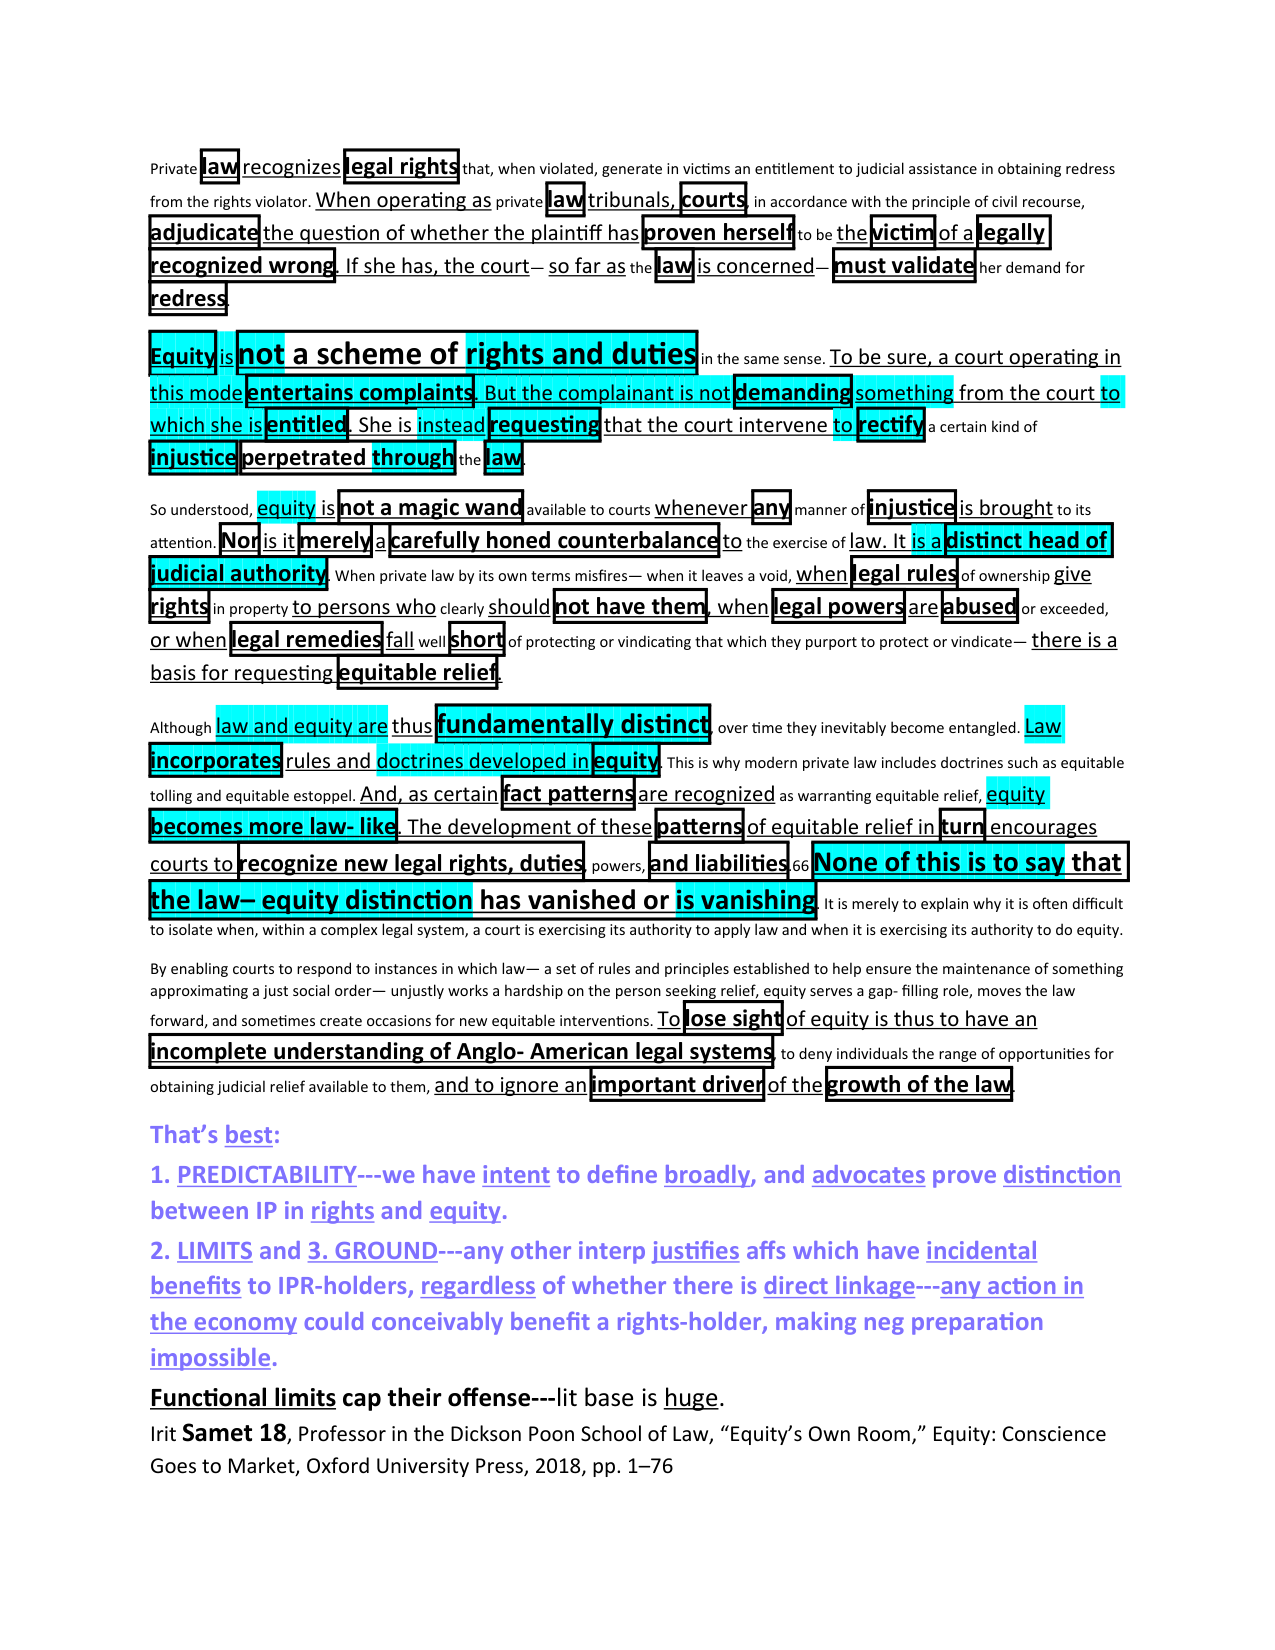 Private law recognizes legal rights that, when violated, generate in victims an entitlement to judicial assistance in obtaining redress
from the rights violator. When operating as private law tribunals, courts, in accordance with the principle of civil recourse,
adjudicate the question of whether the plaintiff has proven herself to be the victim of a legally
recognized wrong. If she has, the court— so far as the law is concerned— must validate her demand for
redress.
Equity is not a scheme of rights and duties in the same sense. To be sure, a court operating in
this mode entertains complaints. But the complainant is not demanding something from the court to
which she is entitled. She is instead requesting that the court intervene to rectify a certain kind of
injustice perpetrated through the law.
So understood, equity is not a magic wand available to courts whenever any manner of injustice is brought to its
attention. Nor is it merely a carefully honed counterbalance to the exercise of law. It is a distinct head of
judicial authority. When private law by its own terms misfires— when it leaves a void, when legal rules of ownership give
rights in property to persons who clearly should not have them, when legal powers are abused or exceeded,
or when legal remedies fall well short of protecting or vindicating that which they purport to protect or vindicate— there is a
basis for requesting equitable relief.
Although law and equity are thus fundamentally distinct, over time they inevitably become entangled. Law
incorporates rules and doctrines developed in equity. This is why modern private law includes doctrines such as equitable
tolling and equitable estoppel. And, as certain fact patterns are recognized as warranting equitable relief, equity
becomes more law- like. The development of these patterns of equitable relief in turn encourages
courts to recognize new legal rights, duties, powers, and liabilities.66 None of this is to say that
the law– equity distinction has vanished or is vanishing. It is merely to explain why it is often difficult
to isolate when, within a complex legal system, a court is exercising its authority to apply law and when it is exercising its authority to do equity.
By enabling courts to respond to instances in which law— a set of rules and principles established to help ensure the maintenance of something
approximating a just social order— unjustly works a hardship on the person seeking relief, equity serves a gap- filling role, moves the law
forward, and sometimes create occasions for new equitable interventions. To lose sight of equity is thus to have an
incomplete understanding of Anglo- American legal systems, to deny individuals the range of opportunities for
obtaining judicial relief available to them, and to ignore an important driver of the growth of the law.
That’s best:
1. PREDICTABILITY---we have intent to define broadly, and advocates prove distinction
between IP in rights and equity.
2. LIMITS and 3. GROUND---any other interp justifies affs which have incidental
benefits to IPR-holders, regardless of whether there is direct linkage---any action in
the economy could conceivably benefit a rights-holder, making neg preparation
impossible.
Functional limits cap their offense---lit base is huge.
Irit Samet 18, Professor in the Dickson Poon School of Law, “Equity’s Own Room,” Equity: Conscience
Goes to Market, Oxford University Press, 2018, pp. 1–76